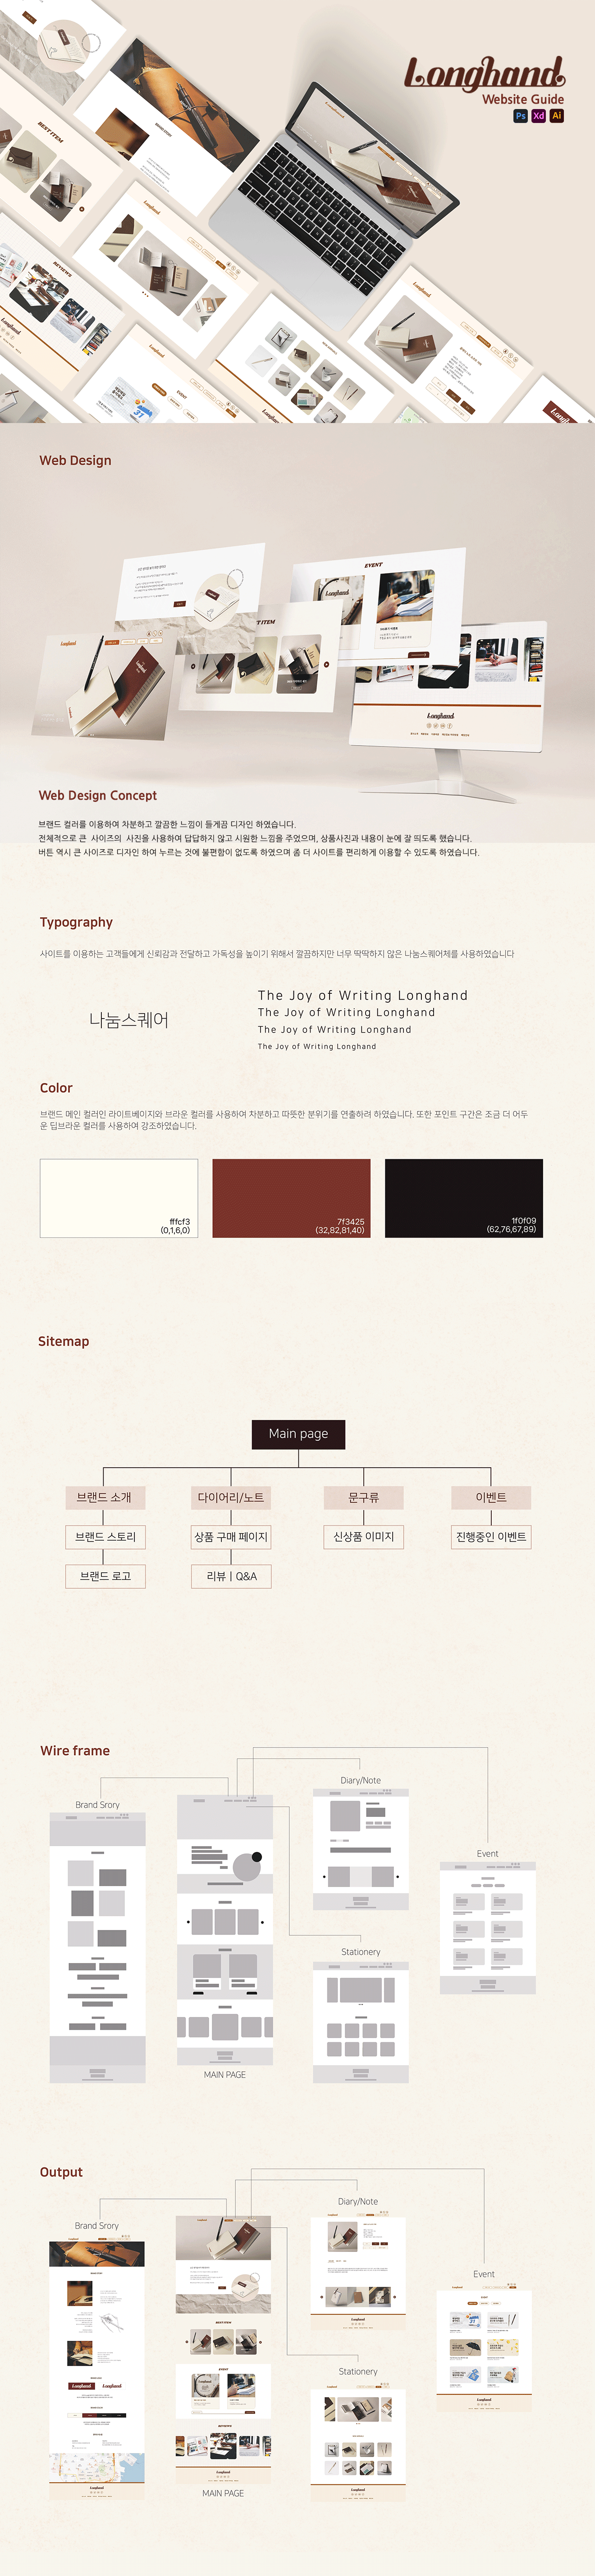 Longhand
Website Guide
Ps Xd Ai
BEST ITEM
REVIEWS
Longhand
EVENT
Longhand
Longhand
Web Design
EVENT
Longhand
Longhand
Longhand
Web Design Concept
브랜드 컬러를 이용하여 차분하고 깔끔한 느낌이 들게끔 디자인 하였습니다.
전체적으로 큰 사이즈의 사진을 사용하여 답답하지 않고 시원한 느낌을 주었으며, 상품사진과 내용이 눈에 잘 띄도록 했습니다.
버튼 역시 큰 사이즈로 디자인 하여 누르는 것에 불편함이 없도록 하였으며 좀 더 사이트를 편리하게 이용할 수 있도록 하였습니다.
Typography
사이트를 이용하는 고객들에게 신뢰감과 전달하고 가독성을 높이기 위해서 깔끔하지만 너무 딱딱하지 않은 나눔스퀘어체를 사용하였습니다
나눔스퀘어
The Joy of Writing Longhand
The Joy of Writing Longhand
The Joy of Writing Longhand
The Joy of Writing Longhand
Color
브랜드 메인 컬러인 라이트베이지와 브라운 컬러를 사용하여 차분하고 따뜻한 분위기를 연출하려 하였습니다. 또한 포인트 구간은 조금 더 어두
운 딥브라운 컬러를 사용하여 강조하였습니다.
fffcf3
(0,1,6,0)
7f3425
(32,82,81,40)
1f0f09
(62,76,67,89)
Sitemap
Main page
브랜드 소개
다이어리/노트
문구류
이벤트
브랜드 스토리
상품 구매 페이지
신상품 이미지
진행중인 이벤트
브랜드 로고
리뷰 | Q&A
Wire frame
Brand Srory
Diary/Note
Event
Stationery
MAIN PAGE
Output
Brand Srory
Diary/Note
Event
Stationery
MAIN PAGE